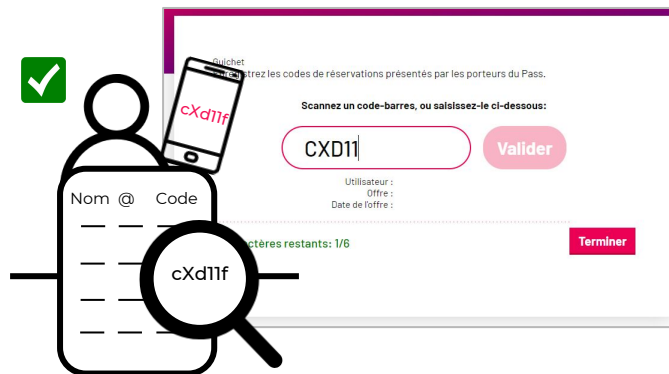 Guichet
strez les codes de réservations présentés par les porteurs du Pass.
Scannez un code-barres, ou saisissez-le ci-dessous:
cXd11f
CXD11
Valider
Utilisateur :
Offre :
Date de l'offre :
Nom @ Code
ctères restants: 1/6
Terminer
cXd11f